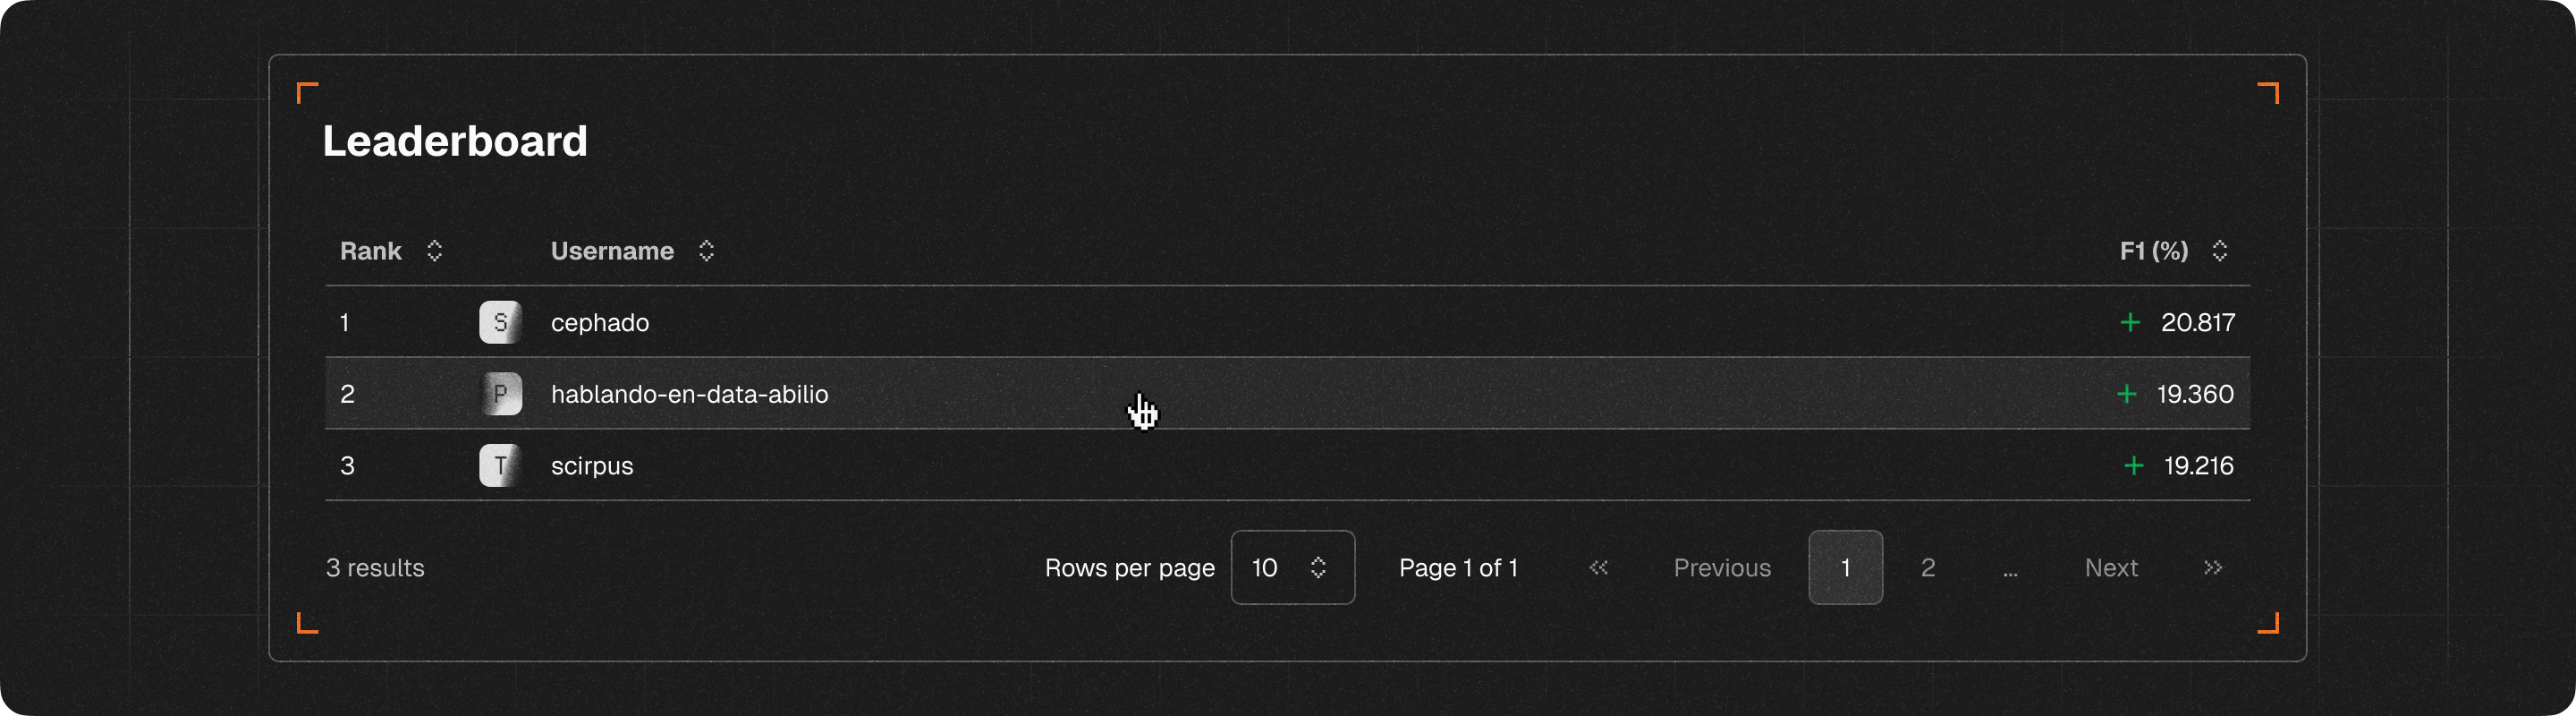 Leaderboard
Rank Username F1 (%)
1 S cephado + 20.817
2 P hablando-en-data-abilio + 19.360
3 T scirpus + 19.216
3 results Rows per page 10 Page 1 of 1 « Previous 1 2 ... Next »